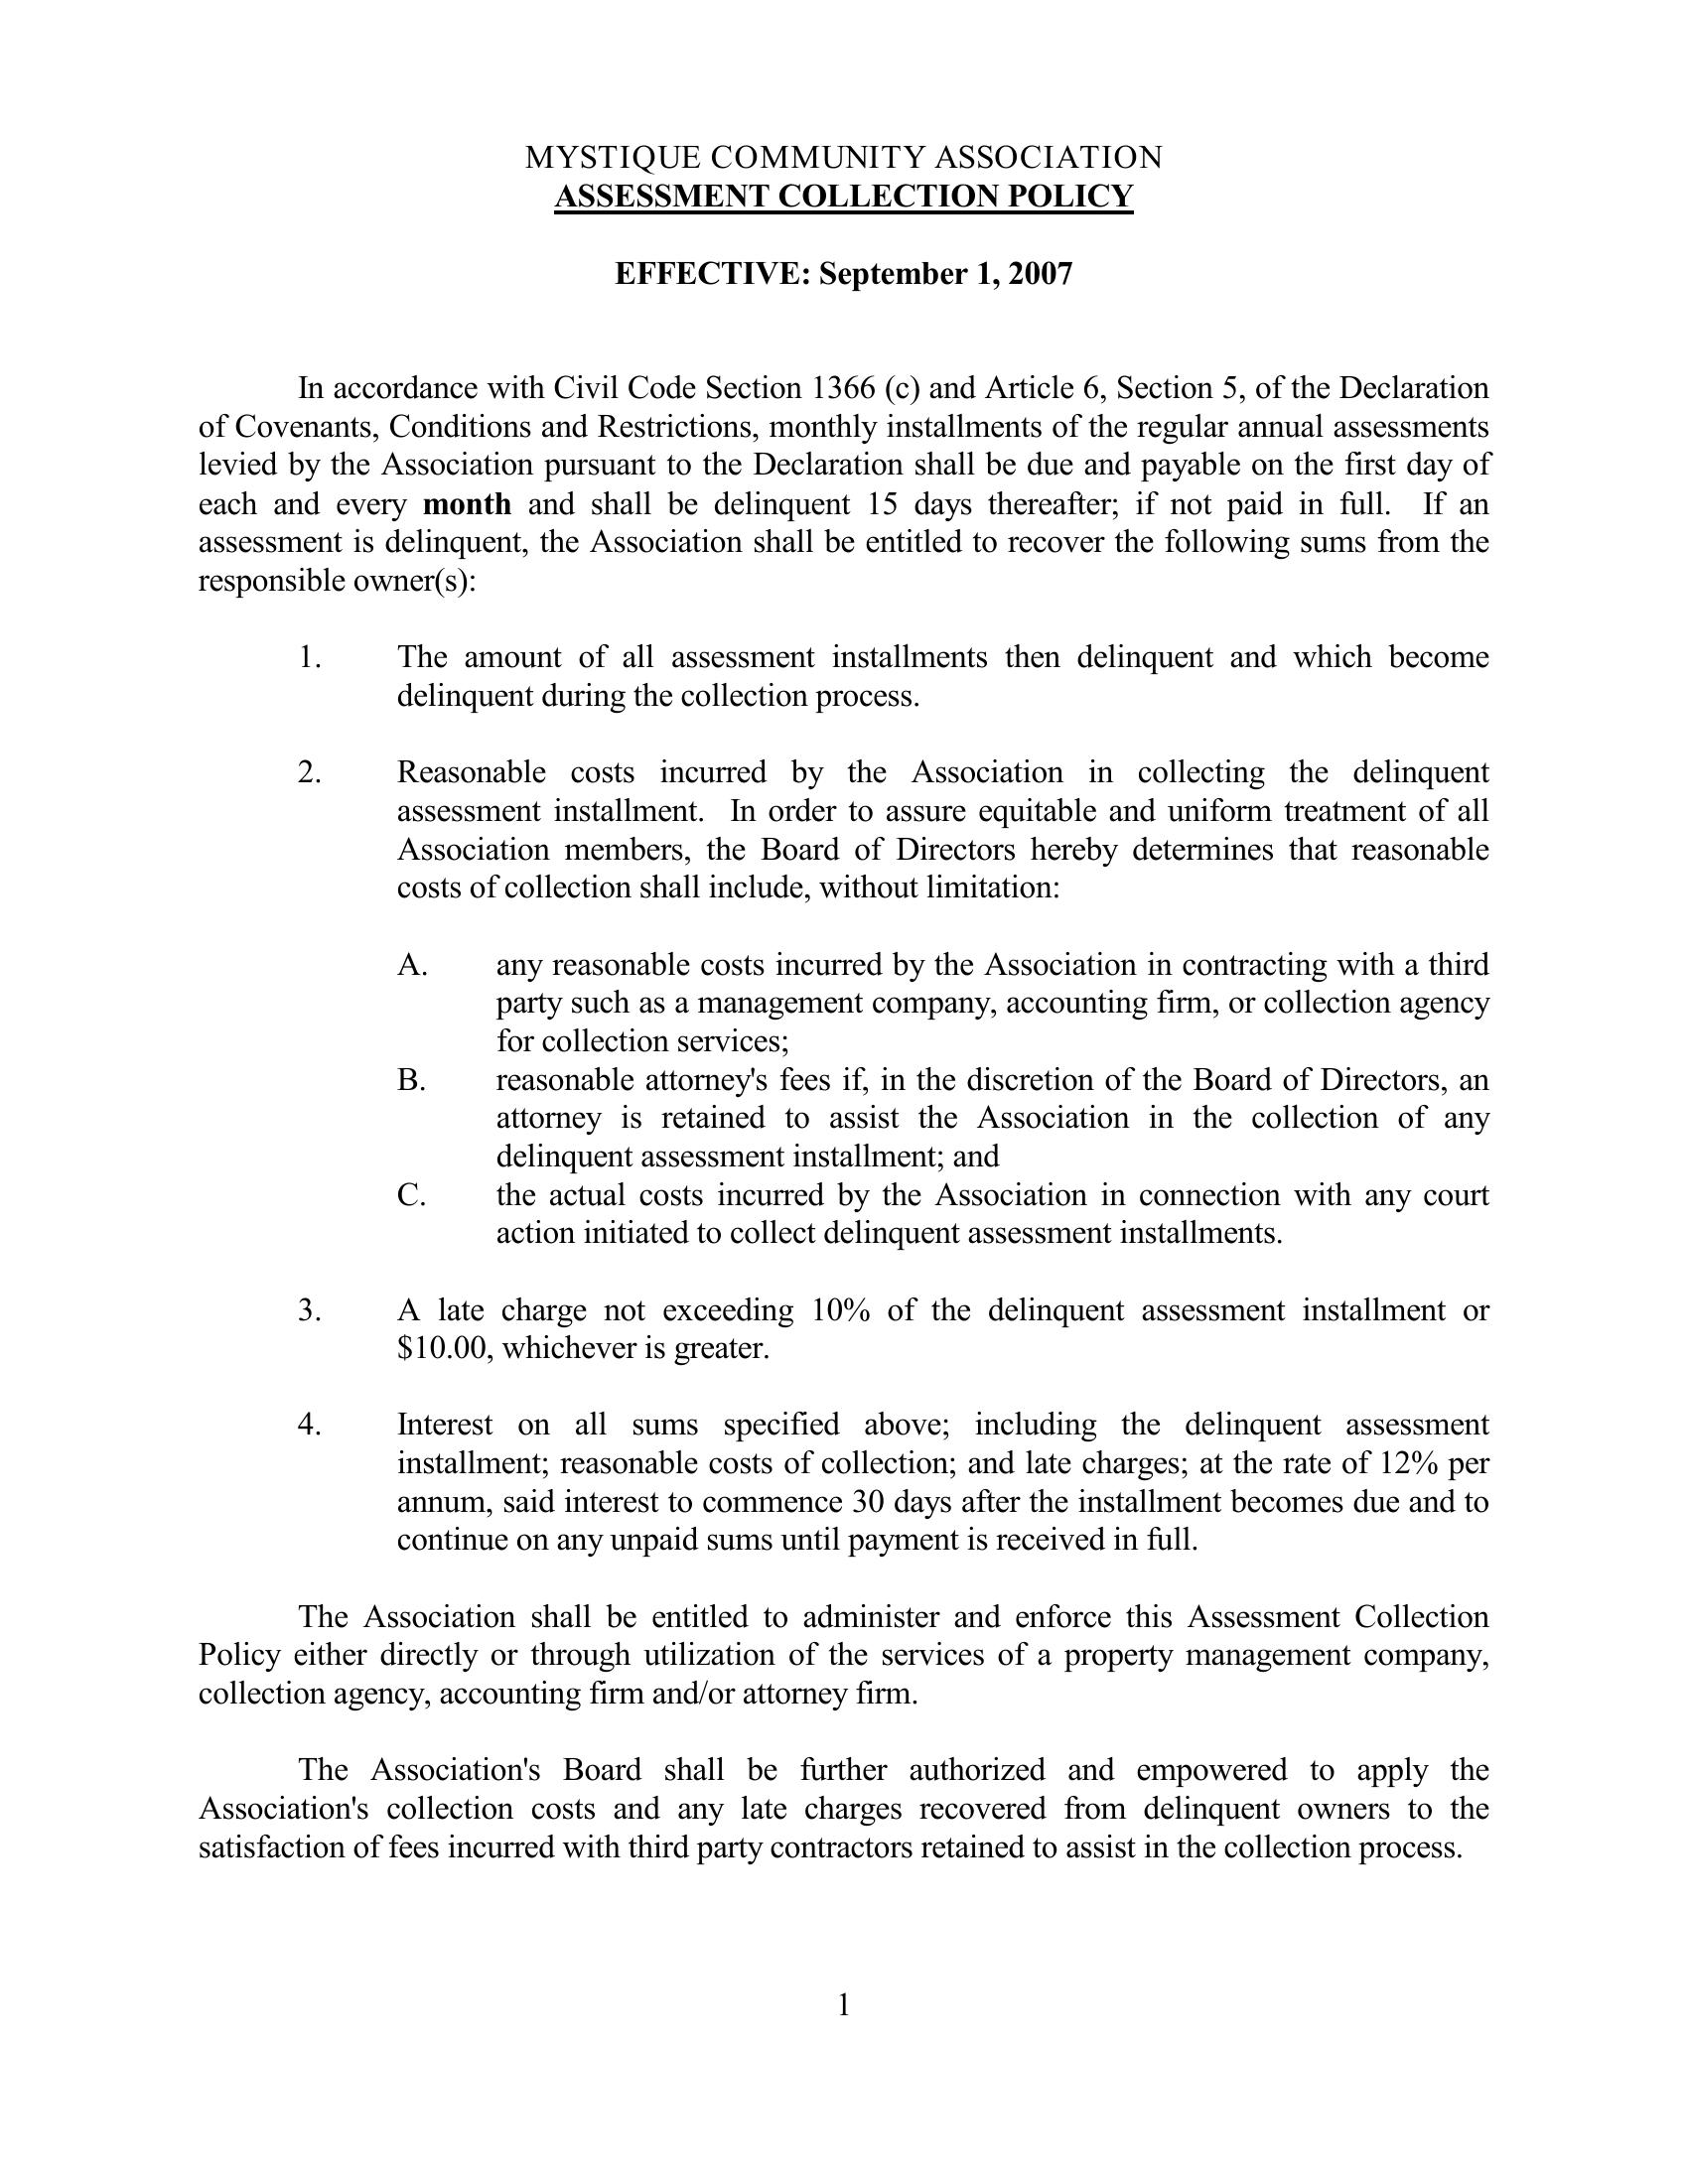 MYSTIQUE COMMUNITY ASSOCIATION
ASSESSMENT COLLECTION POLICY
EFFECTIVE: September 1, 2007
In accordance with Civil Code Section 1366 (c) and Article 6, Section 5, of the Declaration
of Covenants, Conditions and Restrictions, monthly installments of the regular annual assessments
levied by the Association pursuant to the Declaration shall be due and payable on the first day of
each and every month and shall be delinquent 15 days thereafter; if not paid in full. If an
assessment is delinquent, the Association shall be entitled to recover the following sums from the
responsible owner(s):
1. The amount of all assessment installments then delinquent and which become
delinquent during the collection process.
2. Reasonable costs incurred by the Association in collecting the delinquent
assessment installment. In order to assure equitable and uniform treatment of all
Association members, the Board of Directors hereby determines that reasonable
costs of collection shall include, without limitation:
A. any reasonable costs incurred by the Association in contracting with a third
party such as a management company, accounting firm, or collection agency
for collection services;
B. reasonable attorney's fees if, in the discretion of the Board of Directors, an
attorney is retained to assist the Association in the collection of any
delinquent assessment installment; and
C. the actual costs incurred by the Association in connection with any court
action initiated to collect delinquent assessment installments.
3. A late charge not exceeding 10% of the delinquent assessment installment or
$10.00, whichever is greater.
4. Interest on all sums specified above; including the delinquent assessment
installment; reasonable costs of collection; and late charges; at the rate of 12% per
annum, said interest to commence 30 days after the installment becomes due and to
continue on any unpaid sums until payment is received in full.
The Association shall be entitled to administer and enforce this Assessment Collection
Policy either directly or through utilization of the services of a property management company,
collection agency, accounting firm and/or attorney firm.
The Association's Board shall be further authorized and empowered to apply the
Association's collection costs and any late charges recovered from delinquent owners to the
satisfaction of fees incurred with third party contractors retained to assist in the collection process.
1